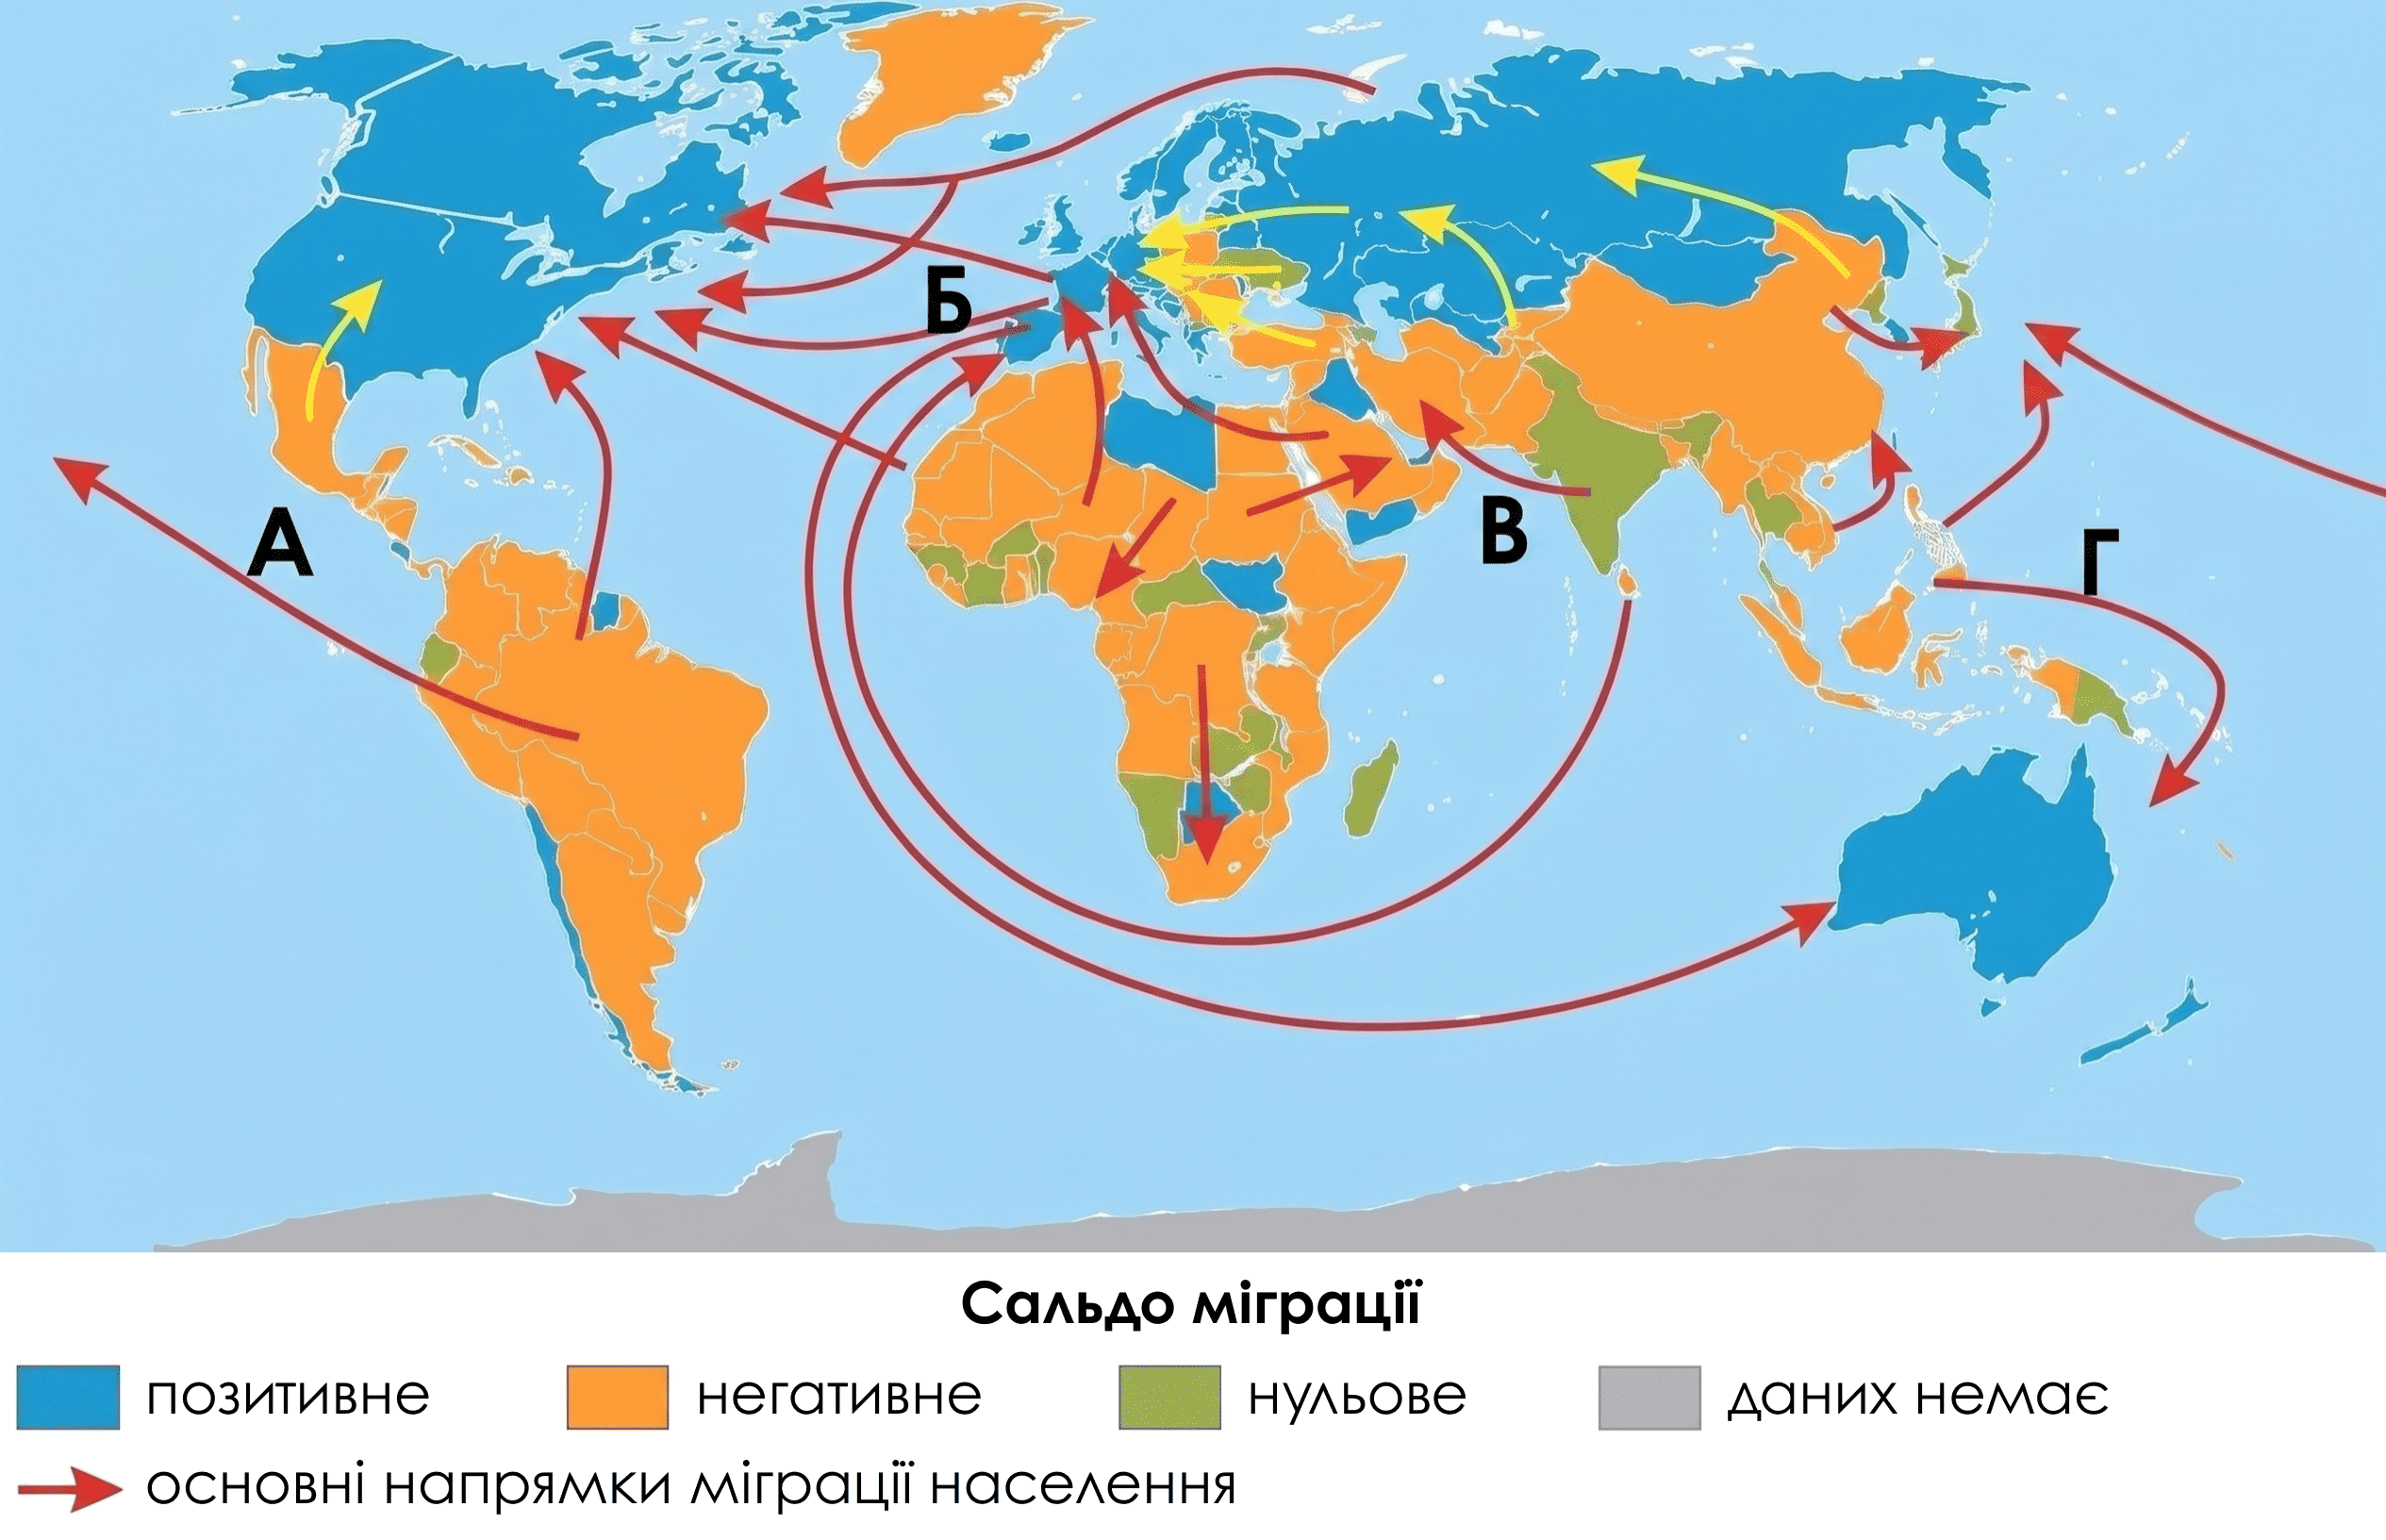 Б
А
В
Г
Сальдо міграції
позитивне негативне нульове даних немає
основні напрямки міграції населення